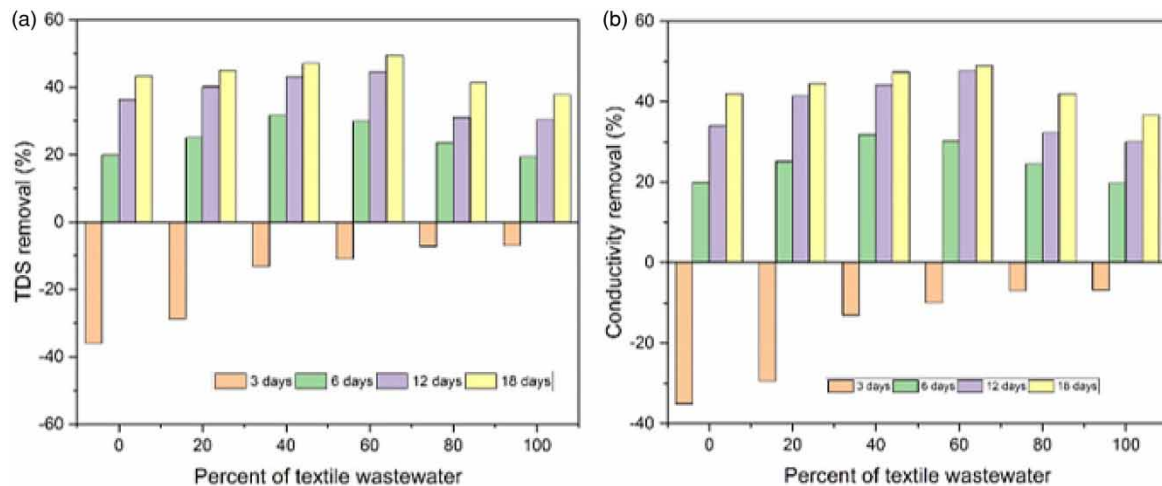 (a)
60
40
20
0
-20
-40
-60
TDS removal (%)
3 days 6 days 12 days 18 days
0 20 40 60 80 100
Percent of textile wastewater
(b)
60
40
20
0
-20
-40
Conductivity removal (%)
3 days 6 days 12 days 18 days
0 20 40 60 80 100
Percent of textile wastewater